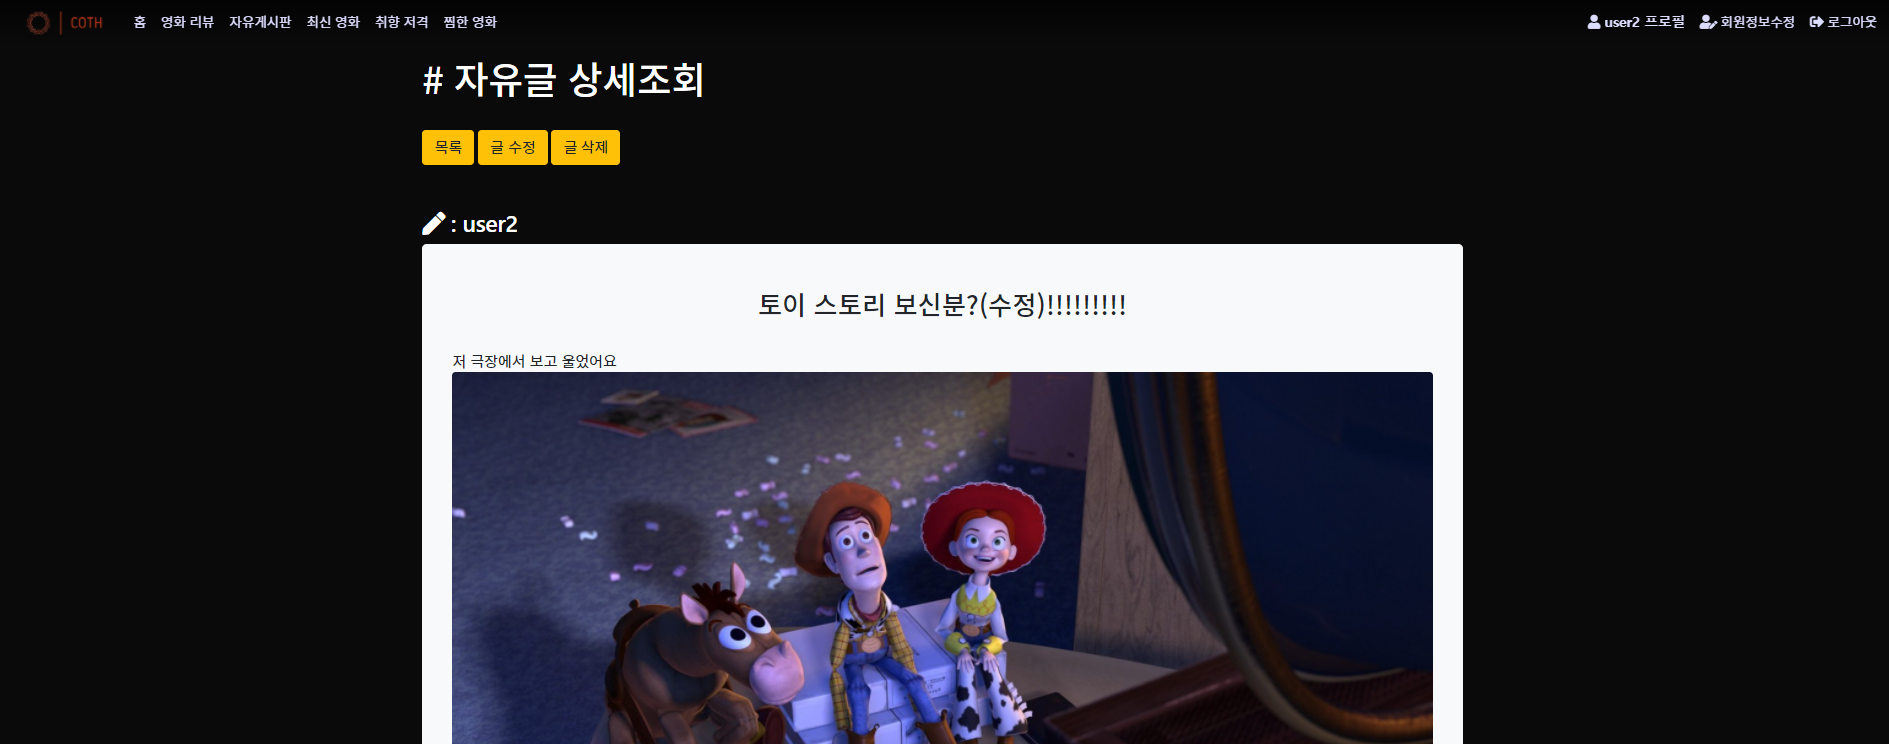 COTH 홈 영화 리뷰 자유게시판 최신 영화 취향 저격 찜한 영화 user2 프로필 회원정보수정 로그아웃
# 자유글 상세조회
목록 글 수정 글 삭제
: user2
토이 스토리 보신분?(수정)!!!!!!!!!
저 극장에서 보고 울었어요